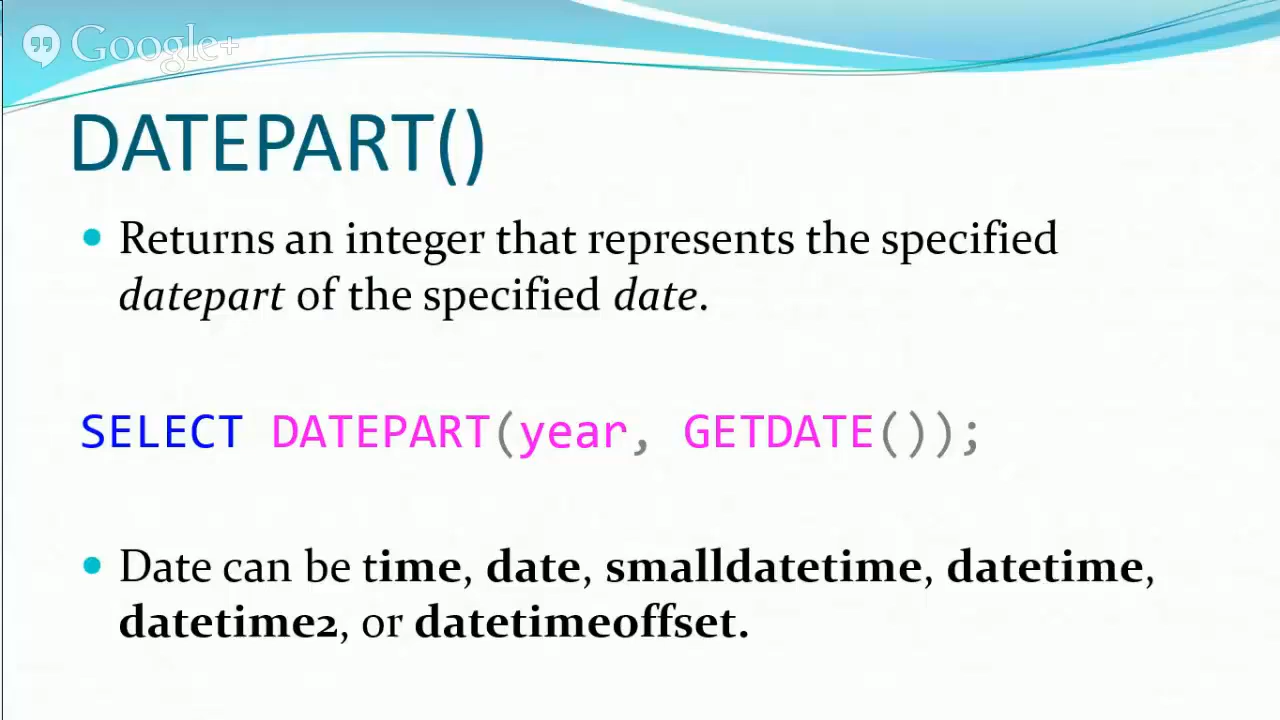 Google+
DATEPART()
• Returns an integer that represents the specified
datepart of the specified date.
SELECT DATEPART(year, GETDATE());
• Date can be time, date, smalldatetime, datetime,
datetime2, or datetimeoffset.